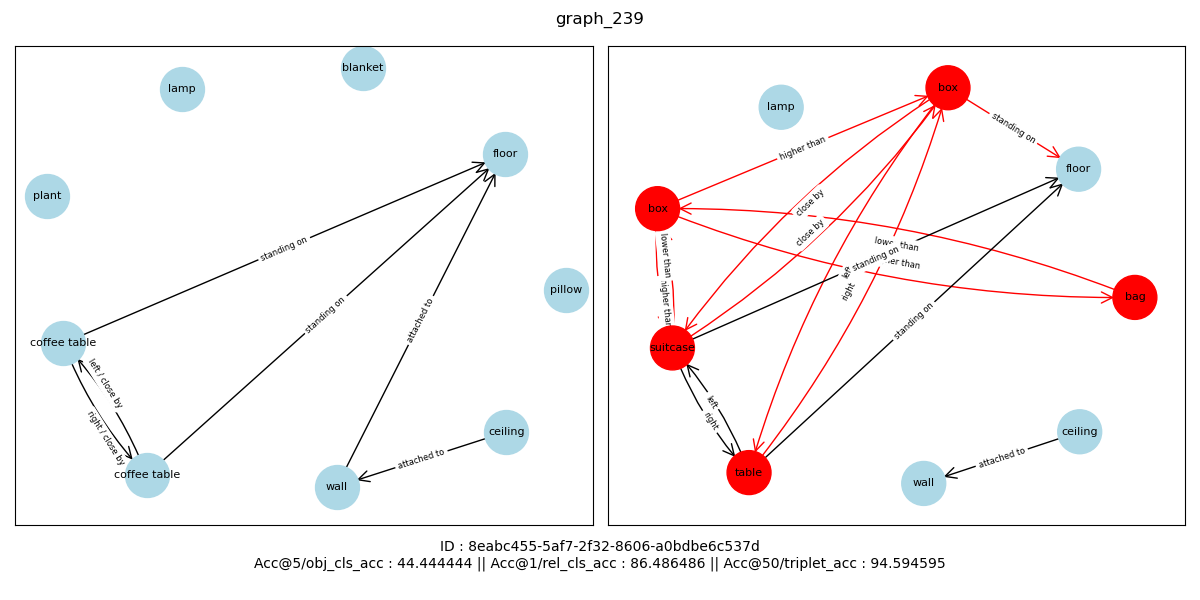 graph_239
blanket
lamp
floor
plant
standing on
pillow
standing on
attached to
coffee table
left / close by
right / close by
ceiling
attached to
coffee table
wall
box
lamp
standing on
higher than
floor
box
close by
close by
lower than
lower than
standing on
left
right
higher than
bag
standing on
suitcase
left
right
ceiling
attached to
table
wall
ID : 8eabc455-5af7-2f32-8606-a0bdbe6c537d
Acc@5/obj_cls_acc : 44.444444 || Acc@1/rel_cls_acc : 86.486486 || Acc@50/triplet_acc : 94.594595